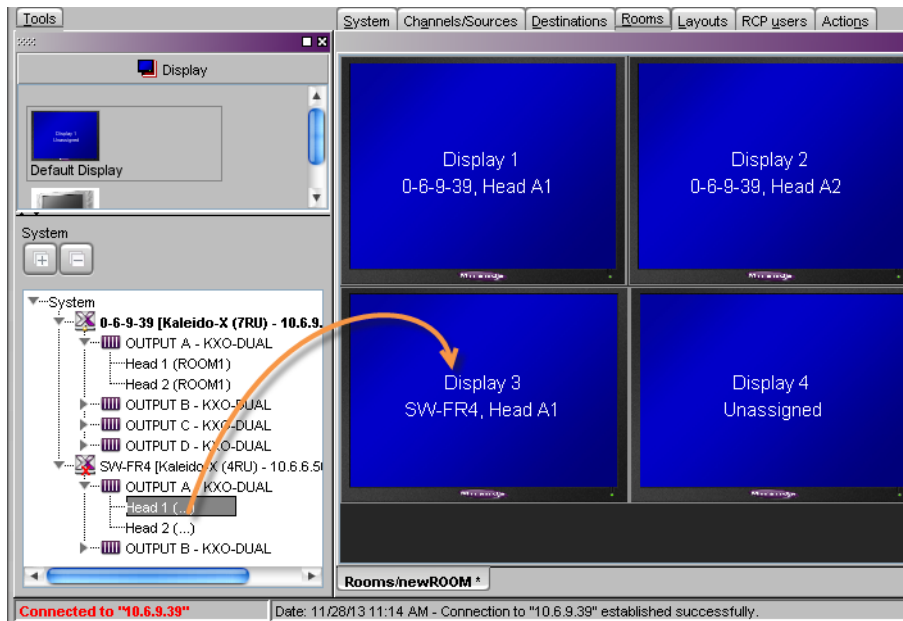 Tools
System Channels/Sources Destinations Rooms Layouts RCP users Actions
Display
Display 1
Unassigned
Default Display
System
System
0-6-9-39 [Kaleido-X (7RU) - 10.6.9.
OUTPUT A - KXO-DUAL
Head 1 (ROOM1)
Head 2 (ROOM1)
OUTPUT B - KXO-DUAL
OUTPUT C - KXO-DUAL
OUTPUT D - KXO-DUAL
SW-FR4 [Kaleido-X (4RU) - 10.6.6.50
OUTPUT A - KXO-DUAL
Head 1 (...)
Head 2 (...)
OUTPUT B - KXO-DUAL
Display 1
0-6-9-39, Head A1
Display 2
0-6-9-39, Head A2
Display 3
SW-FR4, Head A1
Display 4
Unassigned
Rooms/newROOM *
Connected to "10.6.9.39"
Date: 11/28/13 11:14 AM - Connection to "10.6.9.39" established successfully.